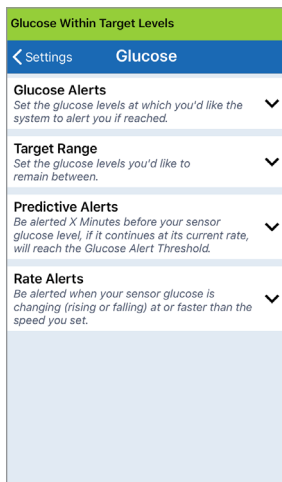 Glucose Within Target Levels
Settings Glucose
Glucose Alerts
Set the glucose levels at which you'd like the
system to alert you if reached.
Target Range
Set the glucose levels you'd like to
remain between.
Predictive Alerts
Be alerted X Minutes before your sensor
glucose level, if it continues at its current rate,
will reach the Glucose Alert Threshold.
Rate Alerts
Be alerted when your sensor glucose is
changing (rising or falling) at or faster than the
speed you set.